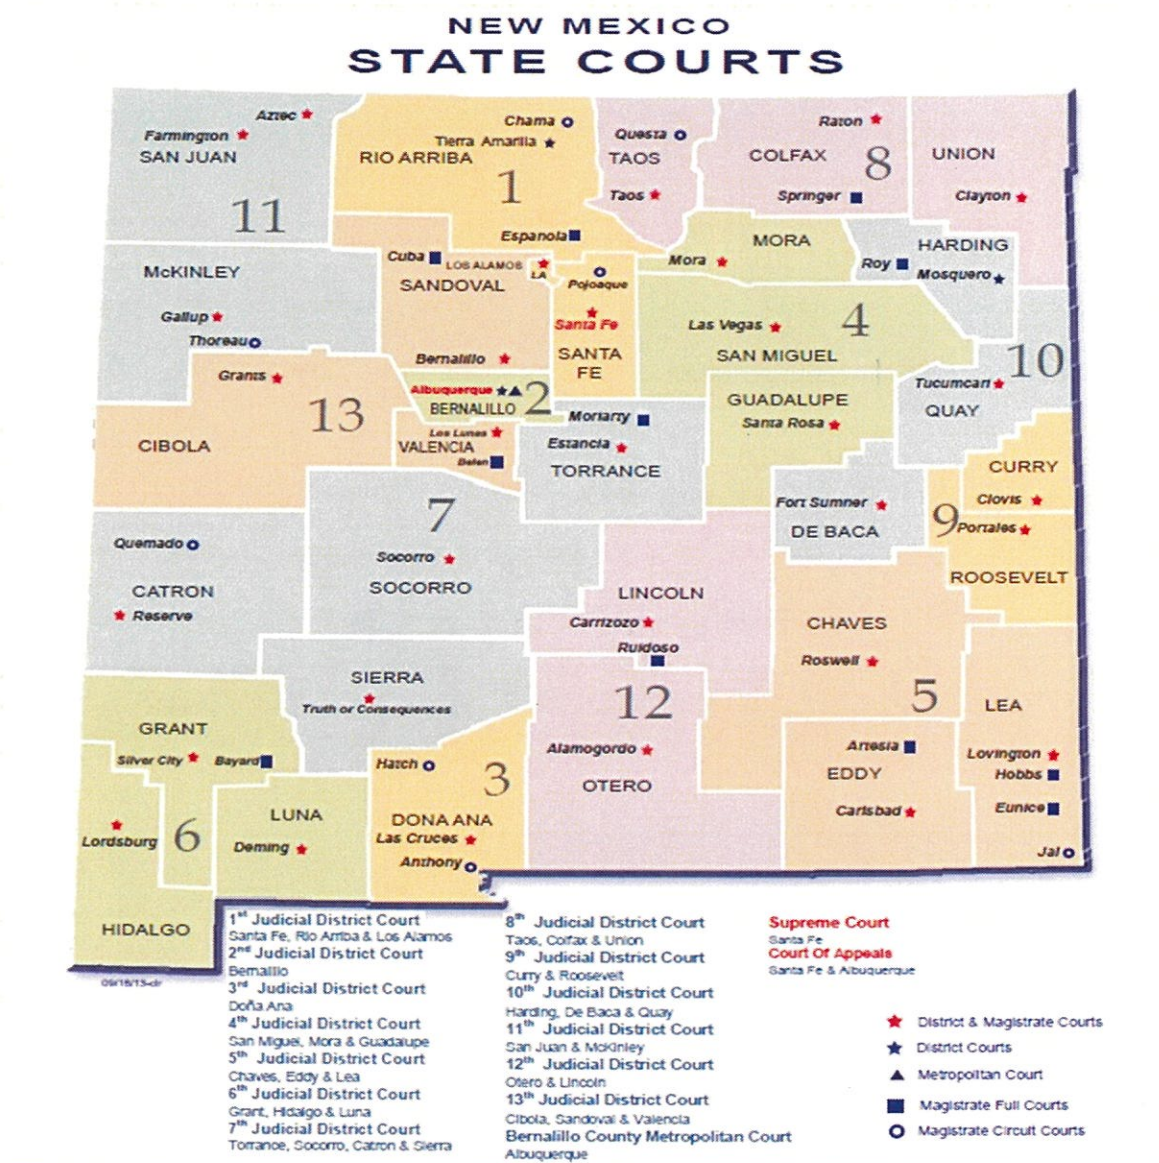 NEW MEXICO
STATE COURTS
Aztec
Farmington
SAN JUAN
11
Chama
Tierra Amarilla
RIO ARRIBA
1
Espanola
Questa
TAOS
Taos
Raton
COLFAX
8
Springer
UNION
Clayton
McKINLEY
Gallup
Thoreau
Cuba
LOS ALAMOS
LA
SANDOVAL
Bernalillo
Pojoaque
Santa Fe
SANTA
FE
MORA
Mora
Roy
HARDING
Mosquero
Las Vegas
4
SAN MIGUEL
10
Tucumcari
QUAY
Grants
13
CIBOLA
Albuquerque
BERNALILLO
2
Los Lunas
VALENCIA
Belen
Moriarty
Estancia
TORRANCE
GUADALUPE
Santa Rosa
CURRY
Clovis
9
Portales
ROOSEVELT
Fort Sumner
DE BACA
7
Socorro
SOCORRO
Quemado
CATRON
Reserve
LINCOLN
Carrizozo
Ruidoso
CHAVES
Roswell
5
SIERRA
Truth or Consequences
12
Alamogordo
OTERO
LEA
Lovington
Hobbs
Eunice
Jal
Artesia
EDDY
Carlsbad
GRANT
Silver City
Bayard
Hatch
3
DONA ANA
Las Cruces
Anthony
LUNA
Deming
6
Lordsburg
HIDALGO
09/16/13-clr
1st Judicial District Court
Santa Fe, Rio Arriba & Los Alamos
2nd Judicial District Court
Bernalillo
3rd Judicial District Court
Doña Ana
4th Judicial District Court
San Miguel, Mora & Guadalupe
5th Judicial District Court
Chaves, Eddy & Lea
6th Judicial District Court
Grant, Hidalgo & Luna
7th Judicial District Court
Torrance, Socorro, Catron & Sierra
8th Judicial District Court
Taos, Colfax & Union
9th Judicial District Court
Curry & Roosevelt
10th Judicial District Court
Harding, De Baca & Quay
11th Judicial District Court
San Juan & McKinley
12th Judicial District Court
Otero & Lincoln
13th Judicial District Court
Cibola, Sandoval & Valencia
Bernalillo County Metropolitan Court
Albuquerque
Supreme Court
Santa Fe
Court Of Appeals
Santa Fe & Albuquerque
District & Magistrate Courts
District Courts
Metropolitan Court
Magistrate Full Courts
Magistrate Circuit Courts